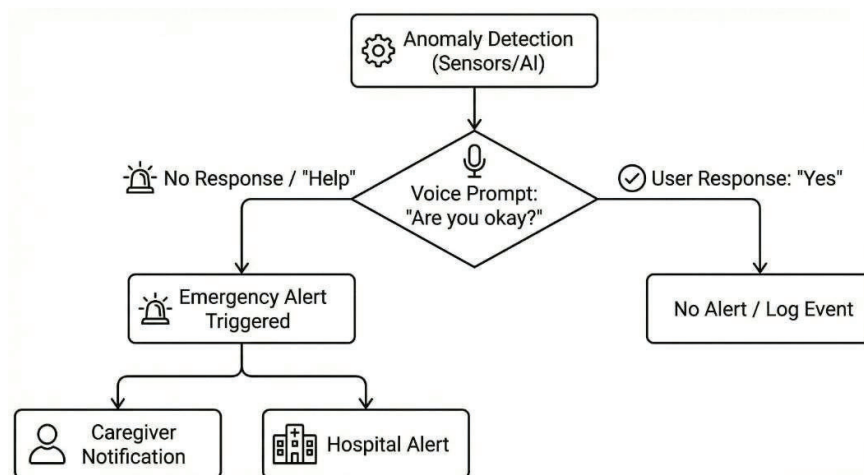 Anomaly Detection
(Sensors/AI)
No Response / "Help"
Voice Prompt:
"Are you okay?"
User Response: "Yes"
Emergency Alert
Triggered
No Alert / Log Event
Caregiver
Notification
Hospital Alert